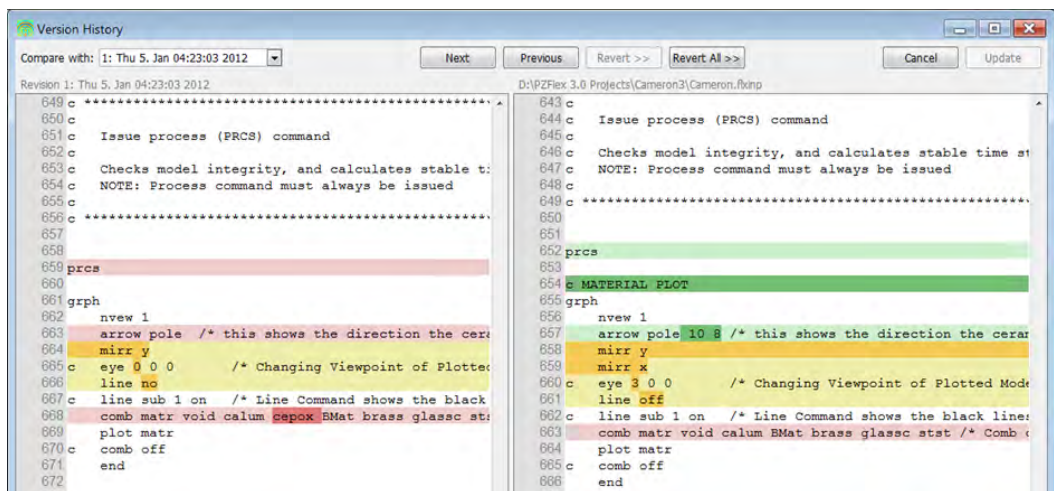 Version History
Compare with: 1: Thu 5. Jan 04:23:03 2012 Next Previous Revert >> Revert All >> Cancel Update
Revision 1: Thu 5. Jan 04:23:03 2012
649 c **************************************************
650 c
651 c Issue process (PRCS) command
652 c
653 c Checks model integrity, and calculates stable
654 c NOTE: Process command must always be issued
655 c
656 c **************************************************
657
658
659 prcs
660
661 grph
662 nvew 1
663 arrow pole /* this shows the direction the
664 mirr y
665 c eye 0 0 0 /* Changing Viewpoint of
666 line no
667 c line sub 1 on /* Line Command shows the black
668 comb matr void calum cepox BMat brass glassc
669 plot matr
670 c comb off
671 end
672
D:\PZFlex 3.0 Projects\Cameron3\Cameron.flxinp
643 c
644 c Issue process (PRCS) command
645 c
646 c Checks model integrity, and calculates stable time
647 c NOTE: Process command must always be issued
648 c
649 c **************************************************
650
651
652 prcs
653
654 c MATERIAL PLOT
655 grph
656 nvew 1
657 arrow pole 10 8 /* this shows the direction the
658 mirr y
659 mirr x
660 c eye 3 0 0 /* Changing Viewpoint of Plotted
661 line off
662 c line sub 1 on /* Line Command shows the black
663 comb matr void calum BMat brass glassc stst /* Comb
664 plot matr
665 c comb off
666 end